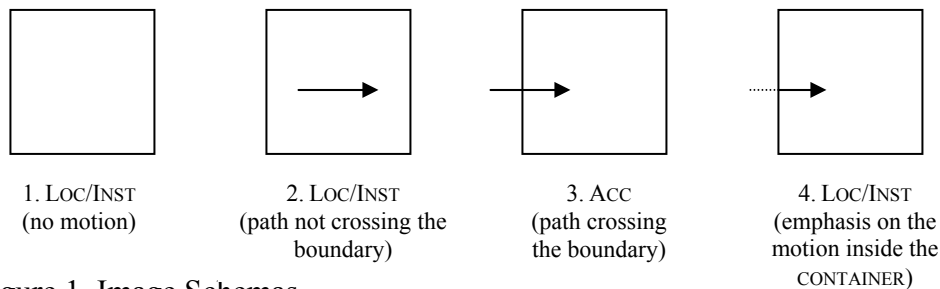 1. LOC/INST
(no motion)
2. LOC/INST
(path not crossing the
boundary)
3. ACC
(path crossing
the boundary)
4. LOC/INST
(emphasis on the
motion inside the
CONTAINER)
gure 1. Image Schemas